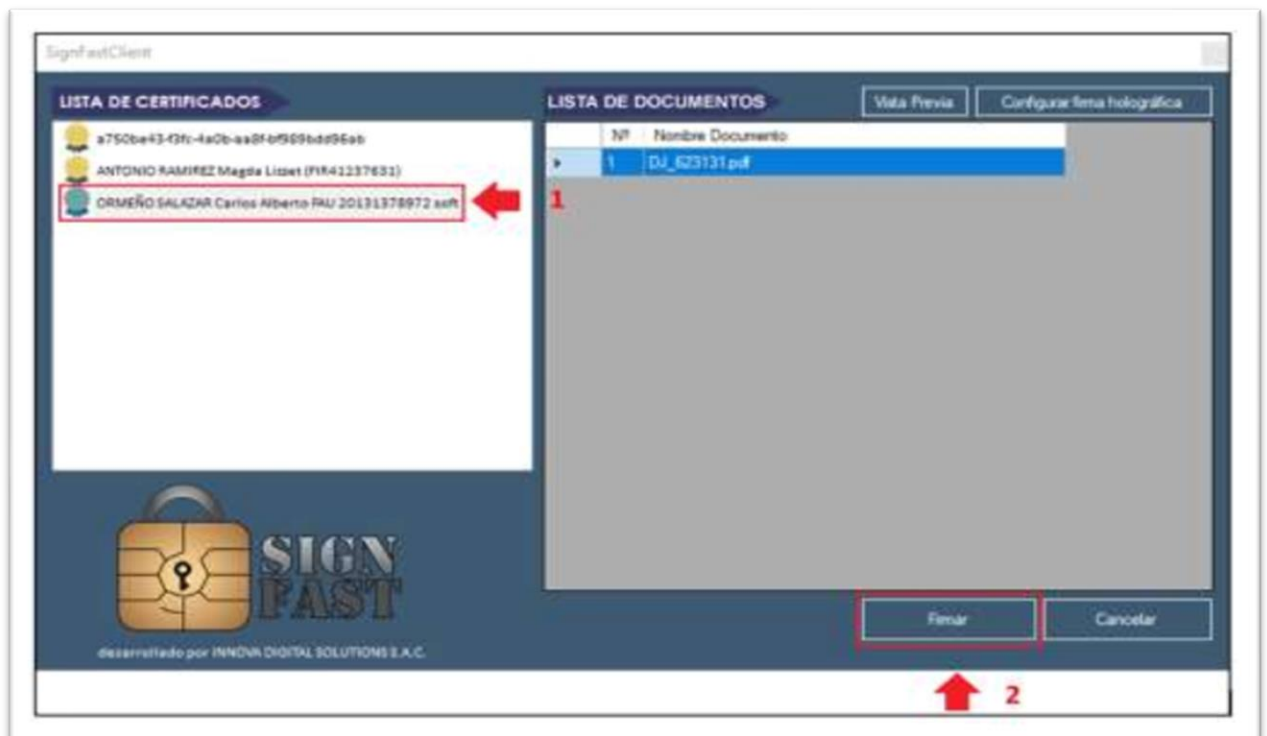 SignFastClient
LISTA DE CERTIFICADOS
a750be43-f3fc-4a0b-aa8f-bf989bdd96ab
ANTONIO RAMIREZ Magda Lizset (FIR41237631)
ORMEÑO SALAZAR Carlos Alberto FAU 20131378972 soft
1
LISTA DE DOCUMENTOS
Vista Previa
Configurar firma holográfica
Nº Nombre Documento
1 DJ_623131.pdf
SIGN
FAST
desarrollado por INNOVA DIGITAL SOLUTIONS S.A.C.
Firmar
Cancelar
2